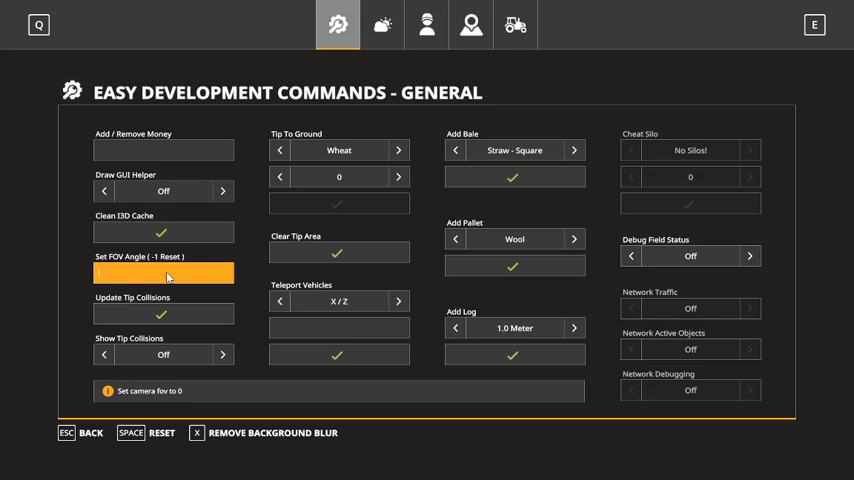 Q
E
EASY DEVELOPMENT COMMANDS - GENERAL
Add / Remove Money
Draw GUI Helper
Off
Clean I3D Cache
Set FOV Angle ( -1 Reset )
Update Tip Collisions
Show Tip Collisions
Off
Tip To Ground
Wheat
0
Clear Tip Area
Teleport Vehicles
X / Z
Add Bale
Straw - Square
Add Pallet
Wool
Add Log
1.0 Meter
Cheat Silo
No Silos!
0
Debug Field Status
Off
Network Traffic
Off
Network Active Objects
Off
Network Debugging
Off
Set camera fov to 0
ESC BACK SPACE RESET X REMOVE BACKGROUND BLUR